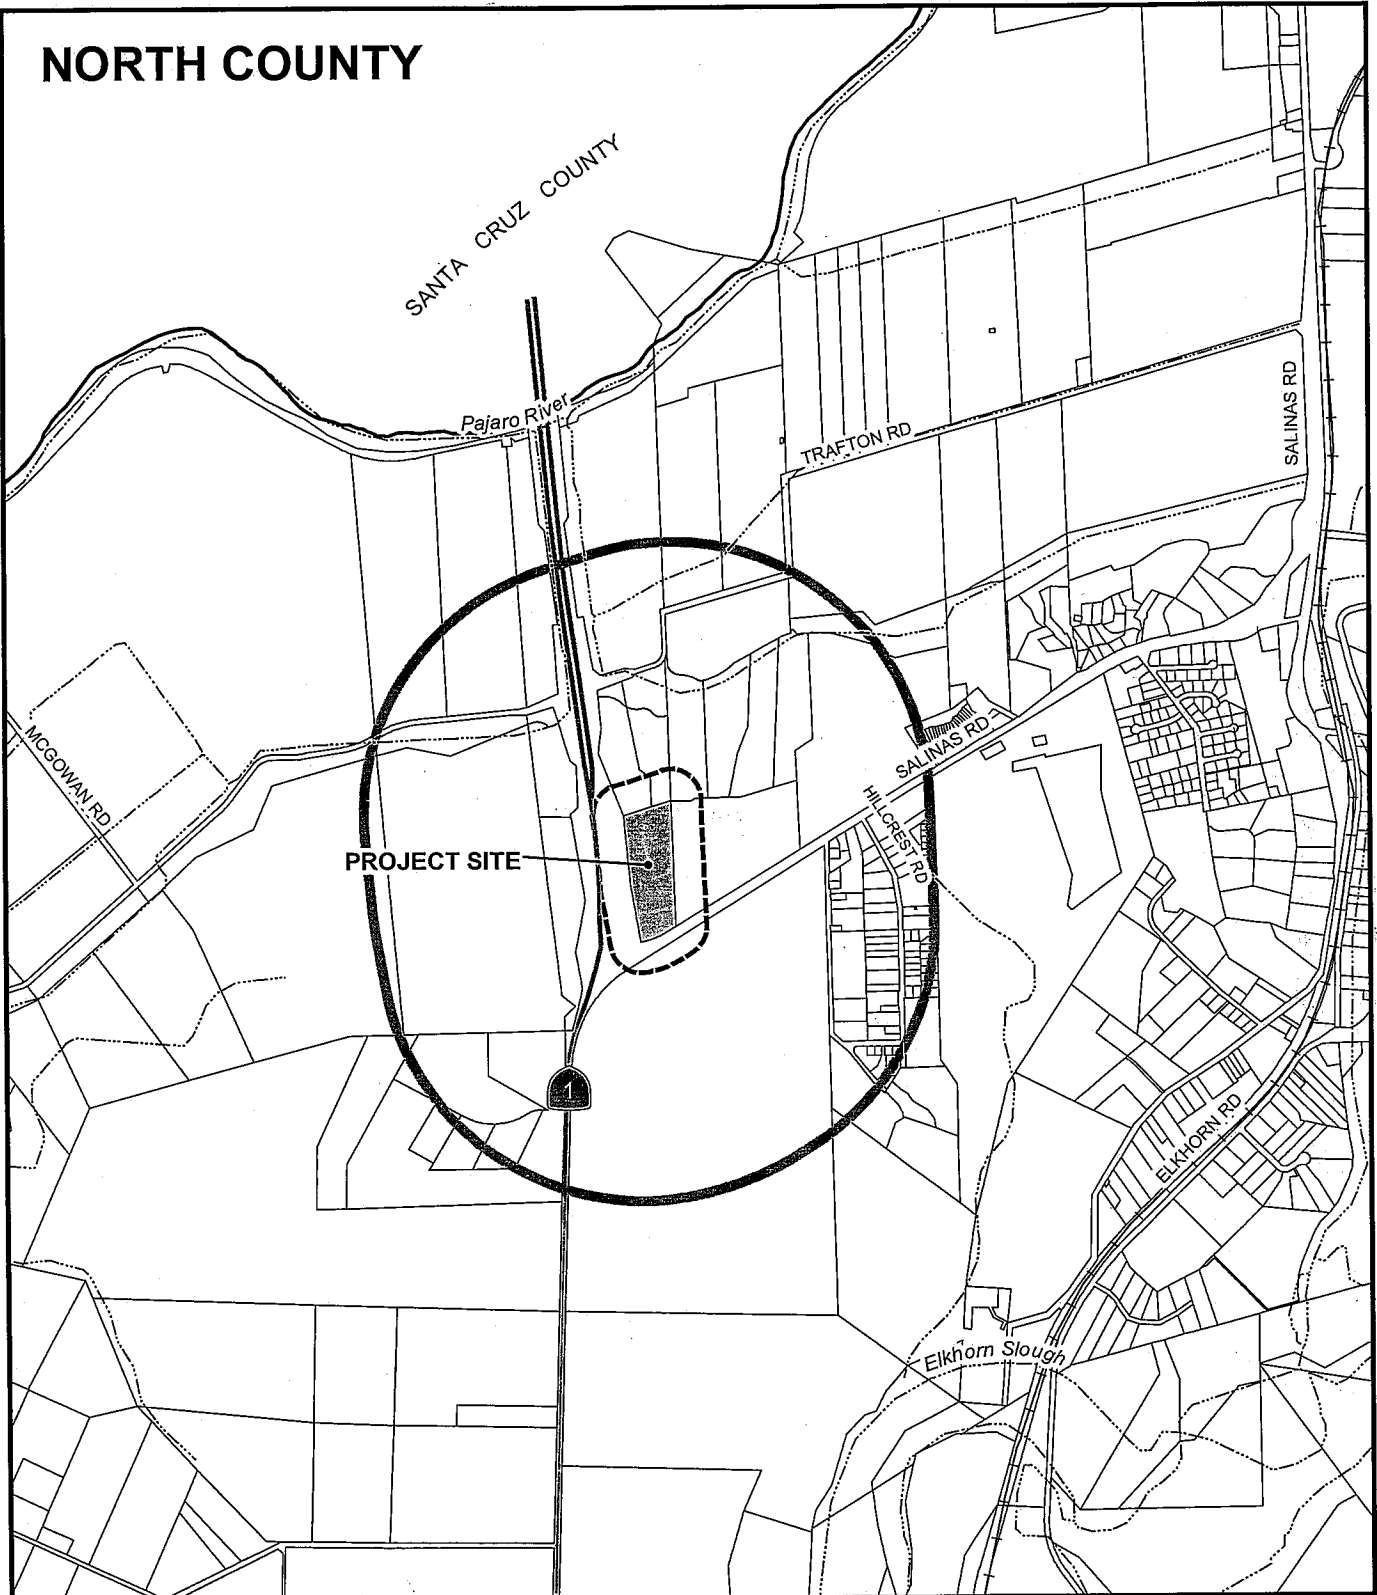 NORTH COUNTY
SANTA CRUZ COUNTY
Pajaro River
TRAFTON RD
SALINAS RD
MCGOWAN RD
SALINAS RD
HILLCREST RD
PROJECT SITE
1
ELKHORN RD
Elkhorn Slough